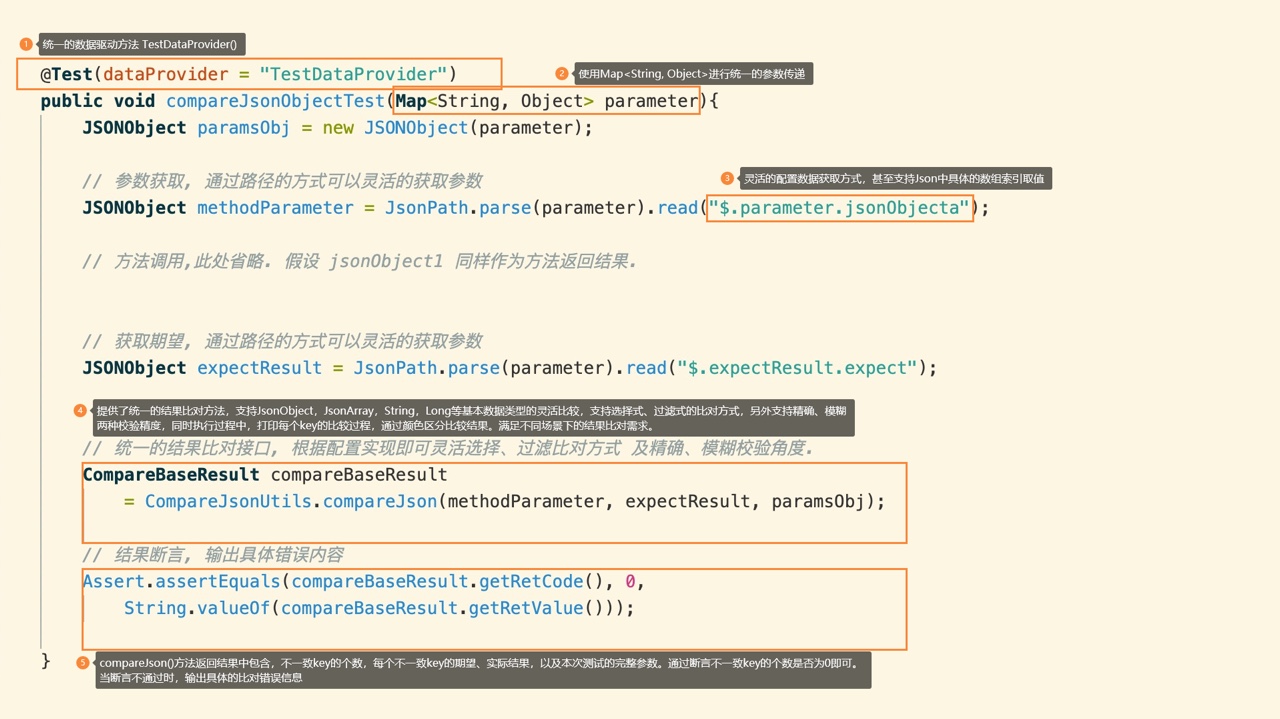 1 统一的数据驱动方法 TestDataProvider()
@Test(dataProvider = "TestDataProvider")
2 使用Map<String, Object>进行统一的参数传递
public void compareJsonObjectTest(Map<String, Object> parameter){
JSONObject paramsObj = new JSONObject(parameter);
3 灵活的配置数据获取方式，甚至支持Json中具体的数组索引取值
// 参数获取, 通过路径的方式可以灵活的获取参数
JSONObject methodParameter = JsonPath.parse(parameter).read("$.parameter.jsonObjecta");
// 方法调用,此处省略. 假设 jsonObject1 同样作为方法返回结果.
// 获取期望, 通过路径的方式可以灵活的获取参数
JSONObject expectResult = JsonPath.parse(parameter).read("$.expectResult.expect");
4 提供了统一的结果比对方法，支持JsonObject，JsonArray，String，Long等基本数据类型的灵活比较，支持选择式、过滤式的比对方式，另外支持精确、模糊
两种校验精度，同时执行过程中，打印每个key的比较过程，通过颜色区分比较结果。满足不同场景下的结果比对需求。
// 统一的结果比对接口, 根据配置实现即可灵活选择、过滤比对方式 及精确、模糊校验角度.
CompareBaseResult compareBaseResult
= CompareJsonUtils.compareJson(methodParameter, expectResult, paramsObj);
// 结果断言, 输出具体错误内容
Assert.assertEquals(compareBaseResult.getRetCode(), 0,
String.valueOf(compareBaseResult.getRetValue()));
}
5 compareJson()方法返回结果中包含，不一致key的个数，每个不一致key的期望、实际结果，以及本次测试的完整参数。通过断言不一致key的个数是否为0即可。
当断言不通过时，输出具体的比对错误信息